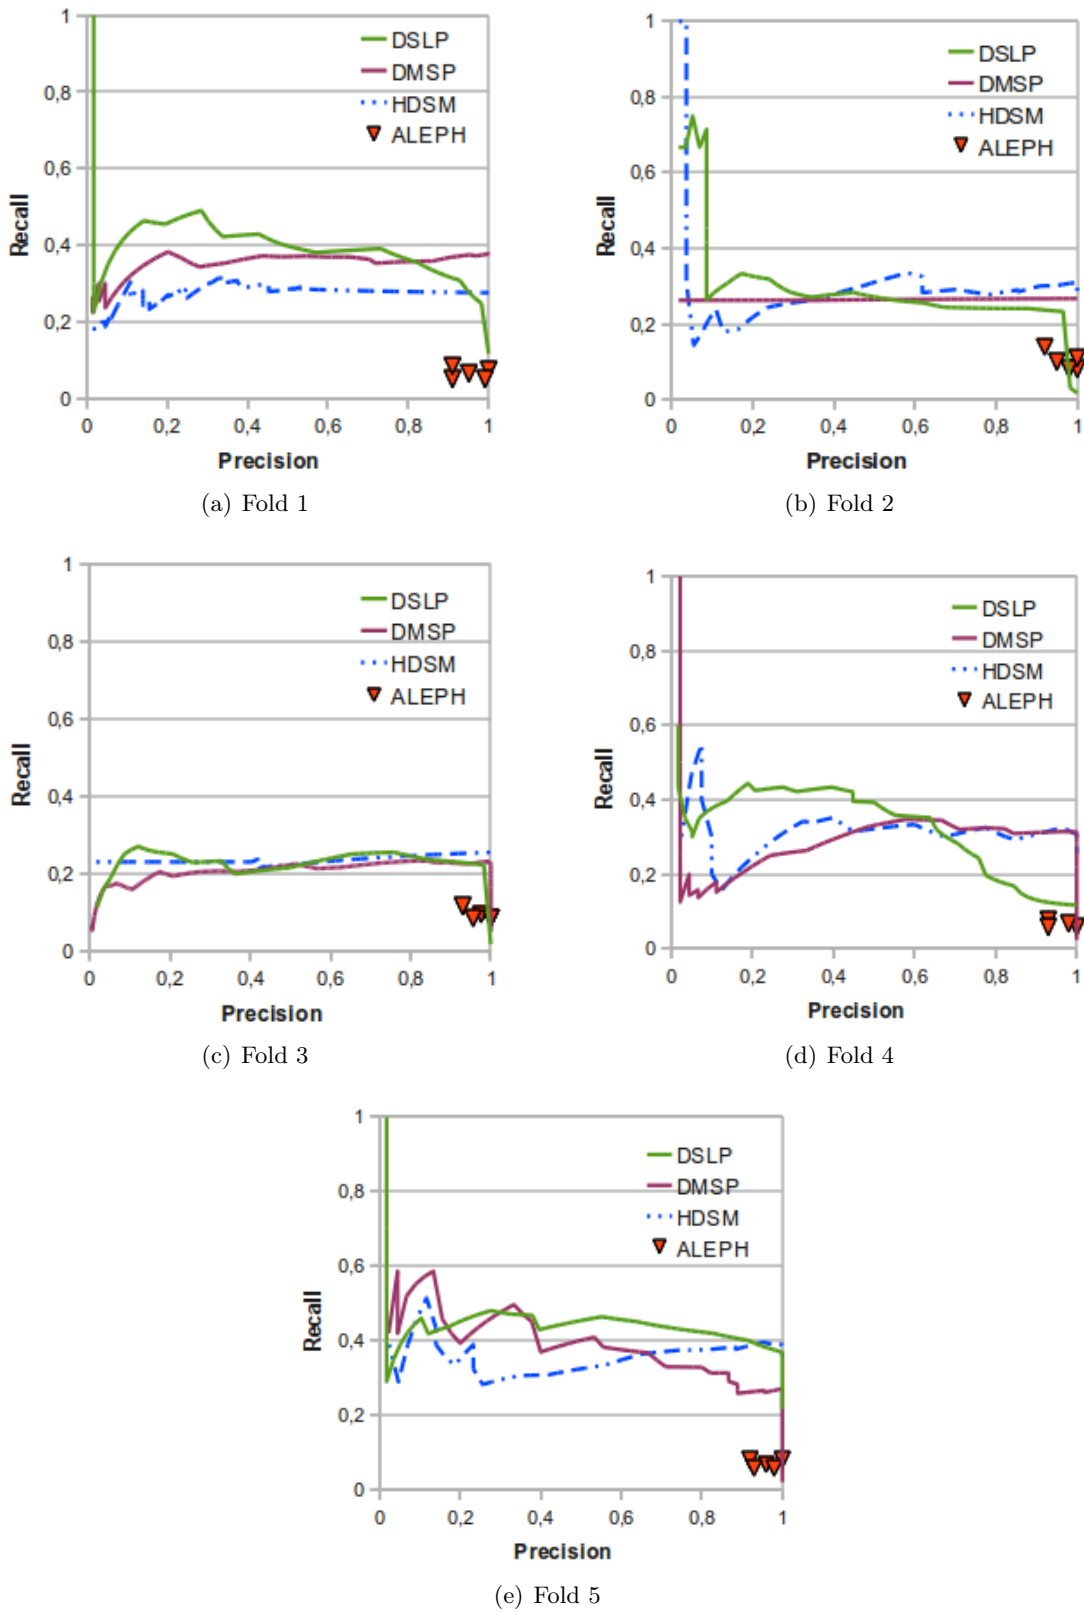 1
0,8
0,6
0,4
0,2
0
0
0,2
0,4
0,6
0,8
1
Recall
Precision
DSLP
DMSP
HDSM
ALEPH
(a) Fold 1
1
0,8
0,6
0,4
0,2
0
0
0,2
0,4
0,6
0,8
1
Recall
Precision
DSLP
DMSP
HDSM
ALEPH
(b) Fold 2
1
0,8
0,6
0,4
0,2
0
0
0,2
0,4
0,6
0,8
1
Recall
Precision
DSLP
DMSP
HDSM
ALEPH
(c) Fold 3
1
0,8
0,6
0,4
0,2
0
0
0,2
0,4
0,6
0,8
1
Recall
Precision
DSLP
DMSP
HDSM
ALEPH
(d) Fold 4
1
0,8
0,6
0,4
0,2
0
0
0,2
0,4
0,6
0,8
1
Recall
Precision
DSLP
DMSP
HDSM
ALEPH
(e) Fold 5